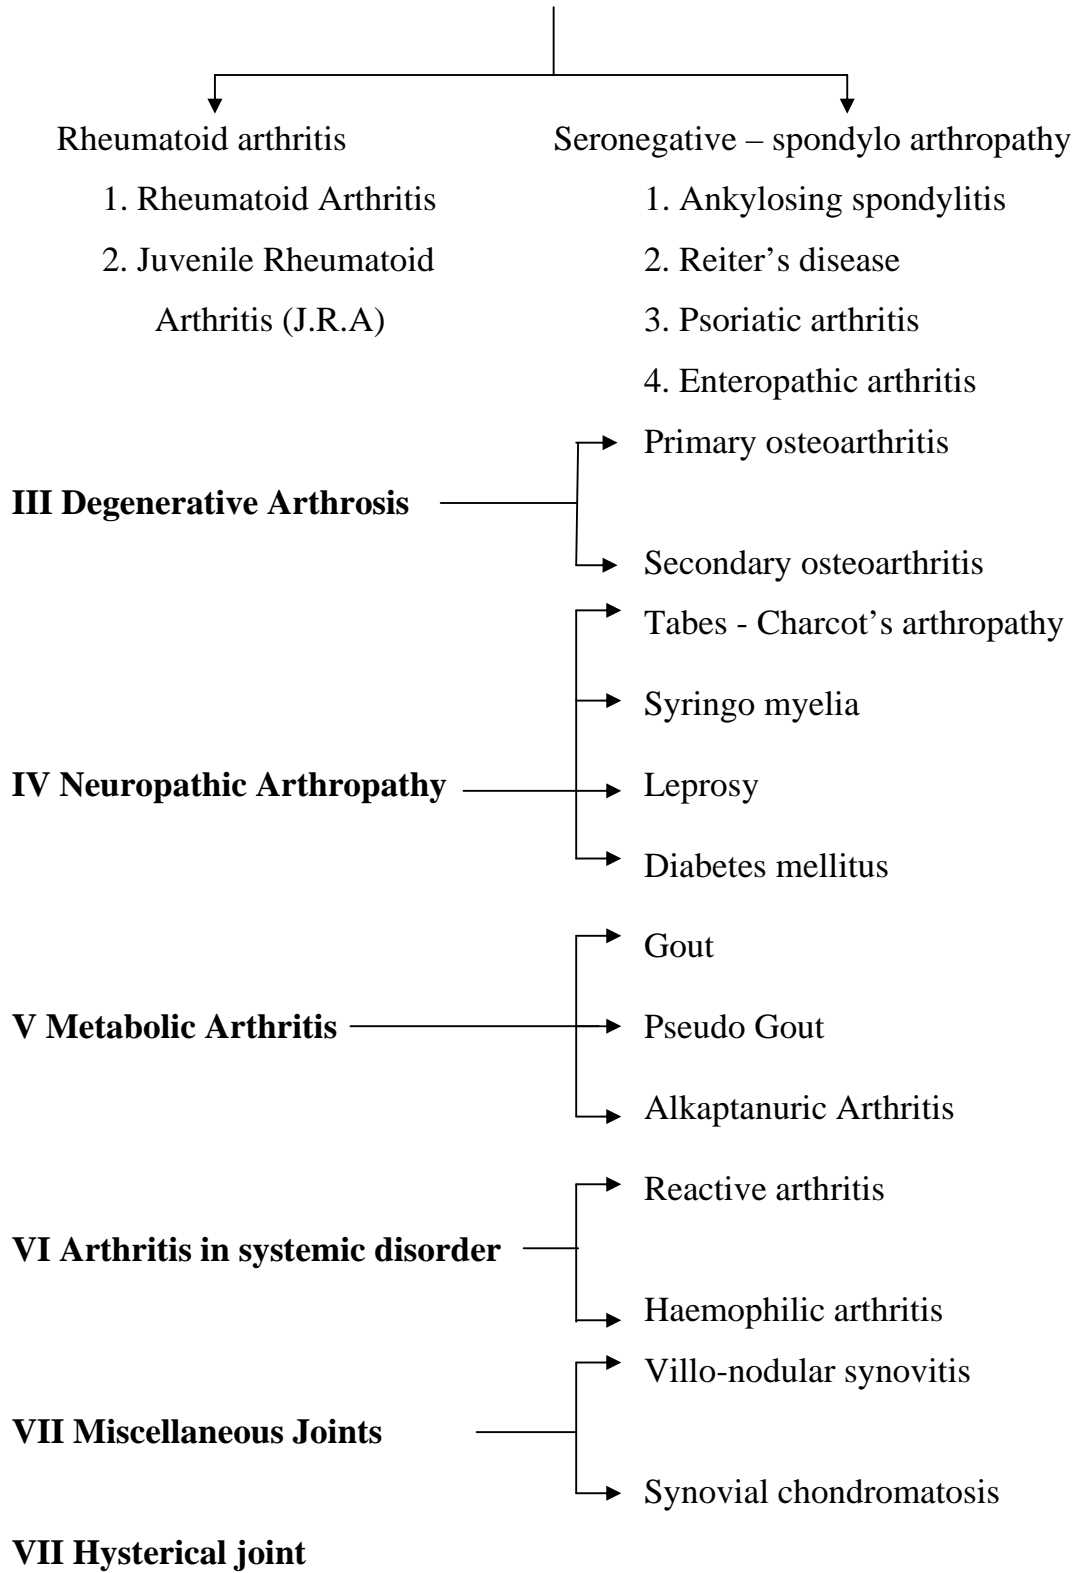 Rheumatoid arthritis
1. Rheumatoid Arthritis
2. Juvenile Rheumatoid
Arthritis (J.R.A)
Seronegative – spondylo arthropathy
1. Ankylosing spondylitis
2. Reiter’s disease
3. Psoriatic arthritis
4. Enteropathic arthritis
III Degenerative Arthrosis
Primary osteoarthritis
Secondary osteoarthritis
IV Neuropathic Arthropathy
Tabes - Charcot’s arthropathy
Syringo myelia
Leprosy
Diabetes mellitus
V Metabolic Arthritis
Gout
Pseudo Gout
Alkaptanuric Arthritis
VI Arthritis in systemic disorder
Reactive arthritis
Haemophilic arthritis
VII Miscellaneous Joints
Villo-nodular synovitis
Synovial chondromatosis
VII Hysterical joint